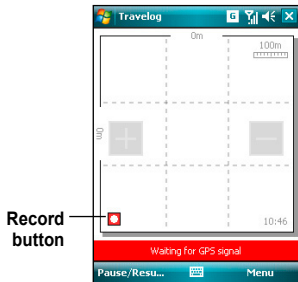 Travelog
G
0m
100m
0m
Record
button
10:46
Waiting for GPS signal
Pause/Resu...
Menu